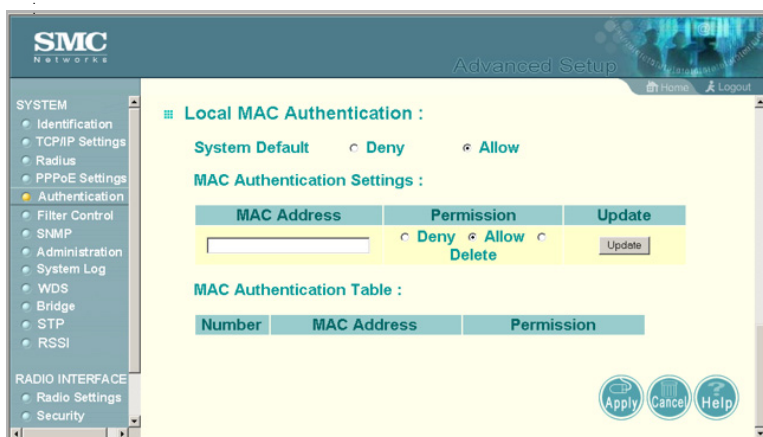 SMC
Networks
Advanced Setup
Home Logout
SYSTEM
Identification
TCP/IP Settings
Radius
PPPoE Settings
Authentication
Filter Control
SNMP
Administration
System Log
WDS
Bridge
STP
RSSI
RADIO INTERFACE
Radio Settings
Security
Local MAC Authentication :
System Default Deny Allow
MAC Authentication Settings :
MAC Address Permission Update
Deny Allow
Delete
Update
MAC Authentication Table :
Number MAC Address Permission
Apply Cancel Help